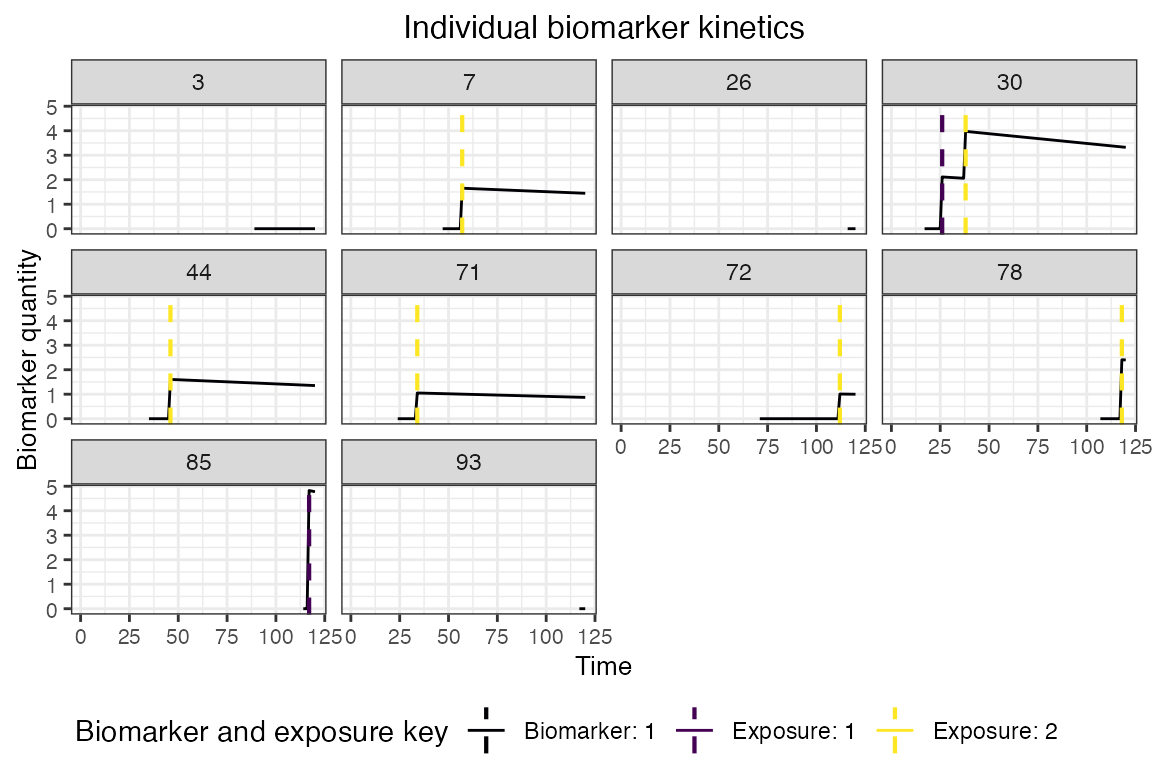 Individual biomarker kinetics
3 7 26 30
5
4
3
2
1
0
44 71 72 78
5
4
3
2
1
0
0 25 50 75 100 125 0 25 50 75 100 125
85 93
5
4
3
2
1
0
0 25 50 75 100 125 0 25 50 75 100 125
Biomarker quantity
Time
Biomarker and exposure key Biomarker: 1 Exposure: 1 Exposure: 2